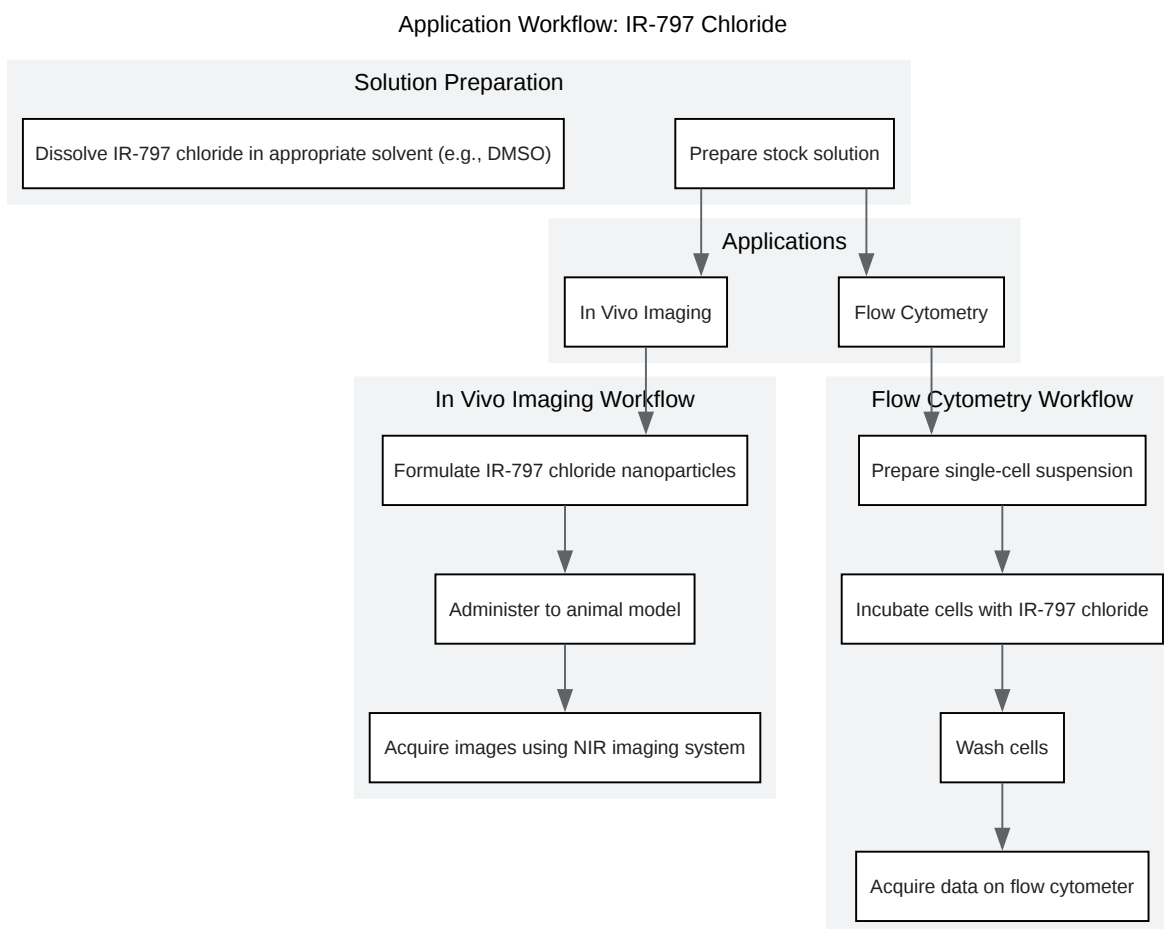 Application Workflow: IR-797 Chloride
Solution Preparation
Dissolve IR-797 chloride in appropriate solvent (e.g., DMSO)
Prepare stock solution
Applications
In Vivo Imaging
Flow Cytometry
In Vivo Imaging Workflow
Flow Cytometry Workflow
Formulate IR-797 chloride nanoparticles
Prepare single-cell suspension
Administer to animal model
Incubate cells with IR-797 chloride
Acquire images using NIR imaging system
Wash cells
Acquire data on flow cytometer